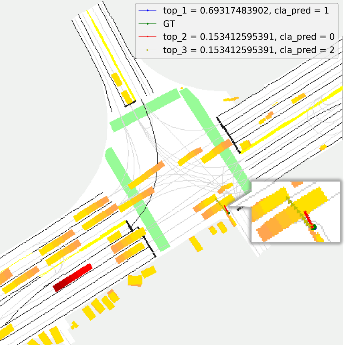 top_1 = 0.69317483902, cla_pred = 1
GT
top_2 = 0.153412595391, cla_pred = 0
top_3 = 0.153412595391, cla_pred = 2